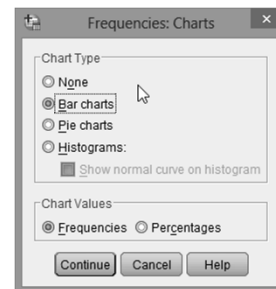 Frequencies: Charts
Chart Type
None
Bar charts
Pie charts
Histograms:
Show normal curve on histogram
Chart Values
Frequencies Percentages
Continue Cancel Help